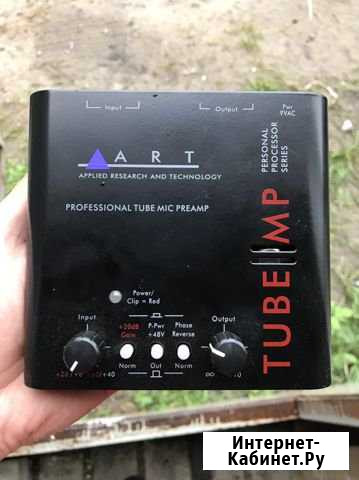 Input
Output
Pwr
9VAC
ART
APPLIED RESEARCH AND TECHNOLOGY
PROFESSIONAL TUBE MIC PREAMP
TUBE MP
PERSONAL
PROCESSOR
SERIES
Power/
Clip = Red
Input
+20dB
Gain
P-Pwr
+48V
Phase
Reverse
Output
+40
Norm
Out
Norm
∞
+10
Интернет-
Кабинет.Ру